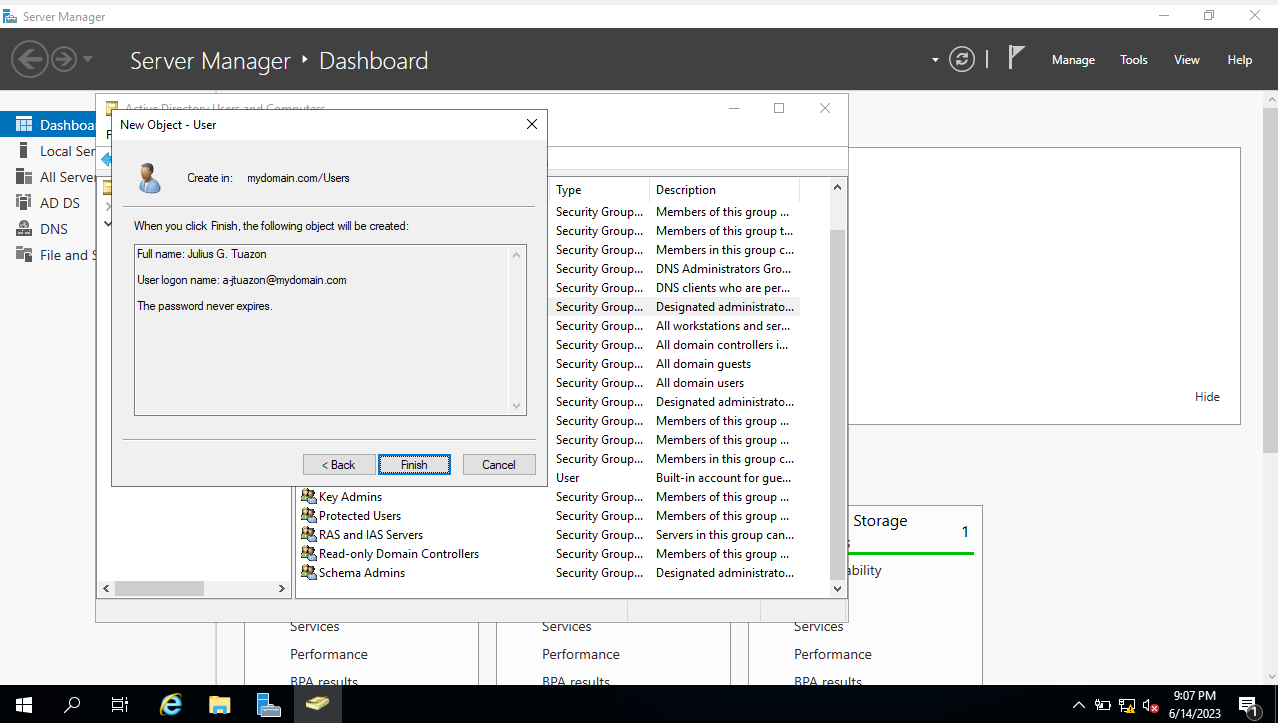 Server Manager
Server Manager ‣ Dashboard
Manage
Tools
View
Help
Active Directory Users and Computers
Dashboa
Local Ser
All Server
AD DS
DNS
File and S
New Object - User
Create in: mydomain.com/Users
When you click Finish, the following object will be created:
Full name: Julius G. Tuazon
User logon name: a-jtuazon@mydomain.com
The password never expires.
< Back
Finish
Cancel
Type Description
Security Group... Members of this group ...
Security Group... Members of this group t...
Security Group... Members in this group c...
Security Group... DNS Administrators Gro...
Security Group... DNS clients who are per...
Security Group... Designated administrato...
Security Group... All workstations and ser...
Security Group... All domain controllers i...
Security Group... All domain guests
Security Group... All domain users
Security Group... Designated administrato...
Security Group... Members of this group ...
Security Group... Members of this group ...
Security Group... Members in this group c...
User Built-in account for gue...
Key Admins Security Group... Members of this group ...
Protected Users Security Group... Members of this group ...
RAS and IAS Servers Security Group... Servers in this group can...
Read-only Domain Controllers Security Group... Members of this group ...
Schema Admins Security Group... Designated administrato...
Hide
Storage
1
ability
Services Services Services
Performance Performance Performance
BPA results BPA results BPA results
9:07 PM
6/14/2023
1